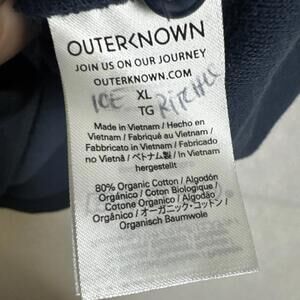 OUTERKNOWN
JOIN US ON OUR JOURNEY
OUTERKNOWN.COM
ICE XL RITCHIE
TG
Made in Vietnam / Hecho en
Vietnam / Fabriqué au Vietnam /
Fabbricato in Vietnam / Fabricado
no Vietnã / ベトナム製 / In Vietnam
hergestellt
80% Organic Cotton / Algodón
Orgánico / Coton Biologique /
Cotone Organico / Algodão
Orgânico / オーガニック・コットン /
Organisch Baumwole